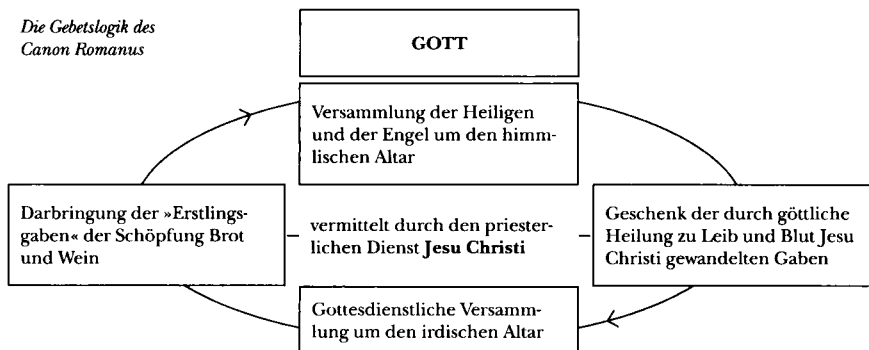 Die Gebetslogik des
Canon Romanus
GOTT
Versammlung der Heiligen
und der Engel um den himm-
lischen Altar
Darbringung der »Erstlings-
gaben« der Schöpfung Brot
und Wein
vermittelt durch den priester-
lichen Dienst Jesu Christi
Geschenk der durch göttliche
Heilung zu Leib und Blut Jesu
Christi gewandelten Gaben
Gottesdienstliche Versamm-
lung um den irdischen Altar